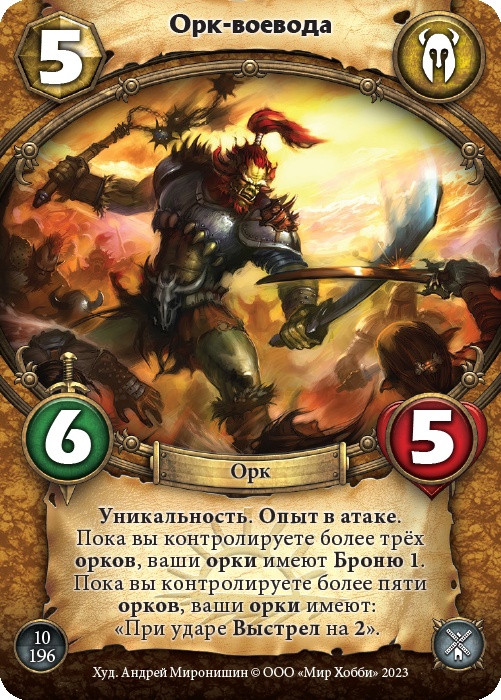 Орк-воевода
5
6
5
Орк
Уникальность. Опыт в атаке.
Пока вы контролируете более трёх
орков, ваши орки имеют Броню 1.
Пока вы контролируете более пяти
орков, ваши орки имеют:
«При ударе Выстрел на 2».
10
196
Худ. Андрей Миронишин © ООО «Мир Хобби» 2023